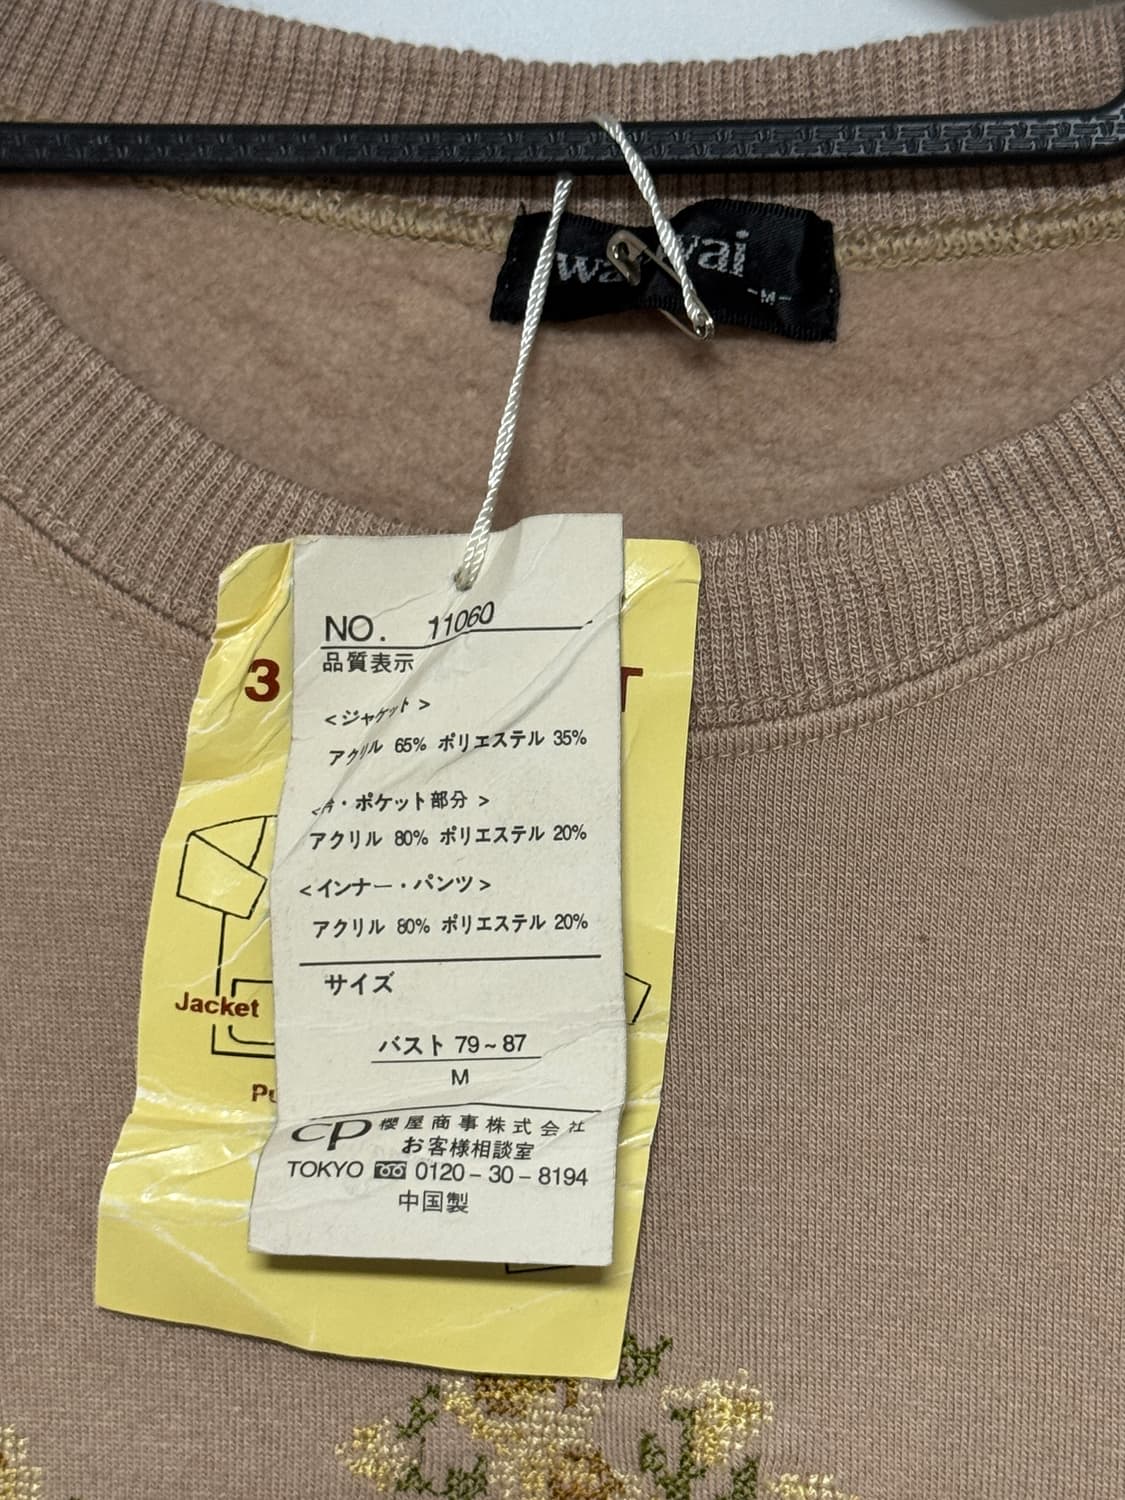 wai wai
-M-
NO. 11060
品質表示
3
T
<ジャケット>
アクリル 65% ポリエステル 35%
<衿・ポケット部分>
アクリル 80% ポリエステル 20%
<インナー・パンツ>
アクリル 80% ポリエステル 20%
サイズ
Jacket
バスト 79~87
M
CP 櫻屋商事株式会社
お客様相談室
TOKYO 0120-30-8194
中国製